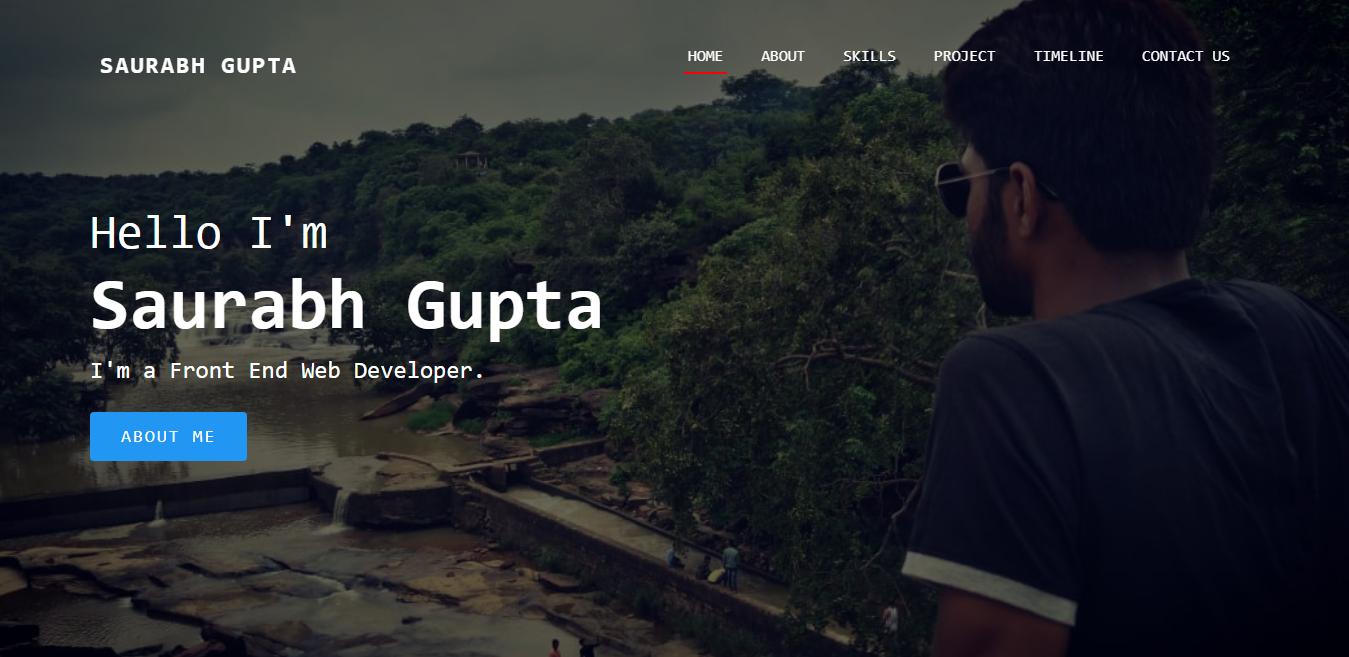 SAURABH GUPTA
HOME ABOUT SKILLS PROJECT TIMELINE CONTACT US
Hello I'm
Saurabh Gupta
I'm a Front End Web Developer.
ABOUT ME